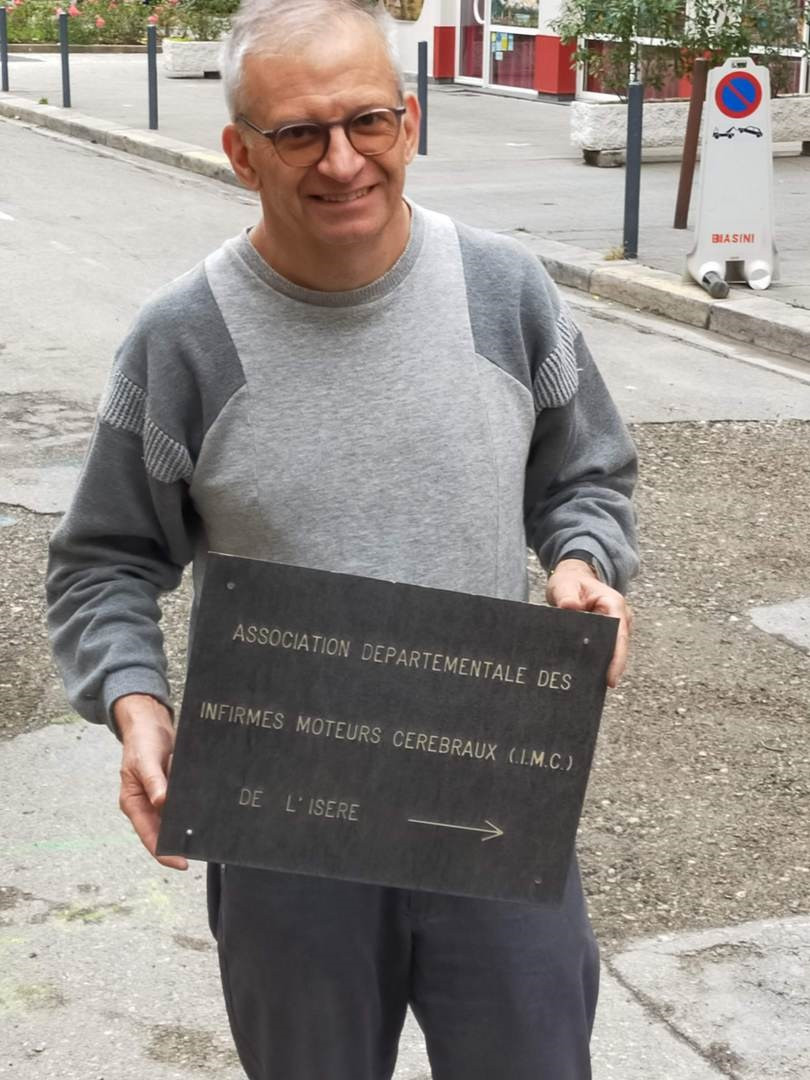 BIASINI
ASSOCIATION DEPARTEMENTALE DES
INFIRMES MOTEURS CEREBRAUX (.I.M.C.)
DE L'ISERE